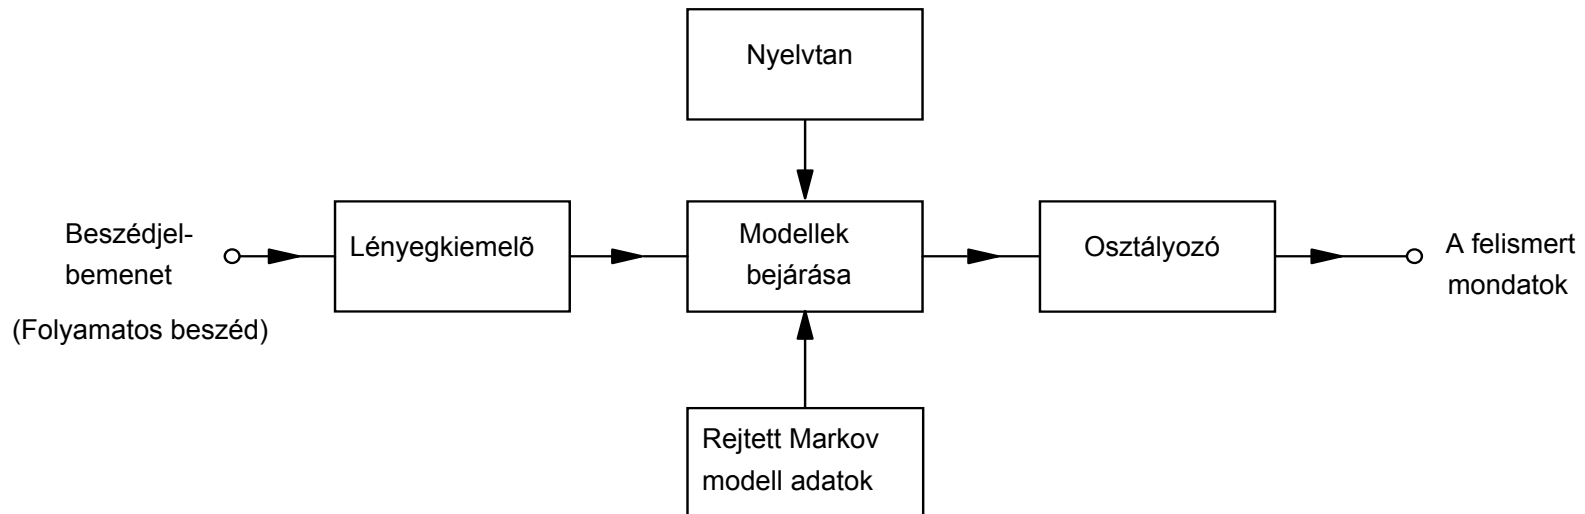 Nyelvtan
Beszédjel-
bemenet
(Folyamatos beszéd)
Lényegkiemelõ
Modellek
bejárása
Osztályozó
A felismert
mondatok
Rejtett Markov
modell adatok